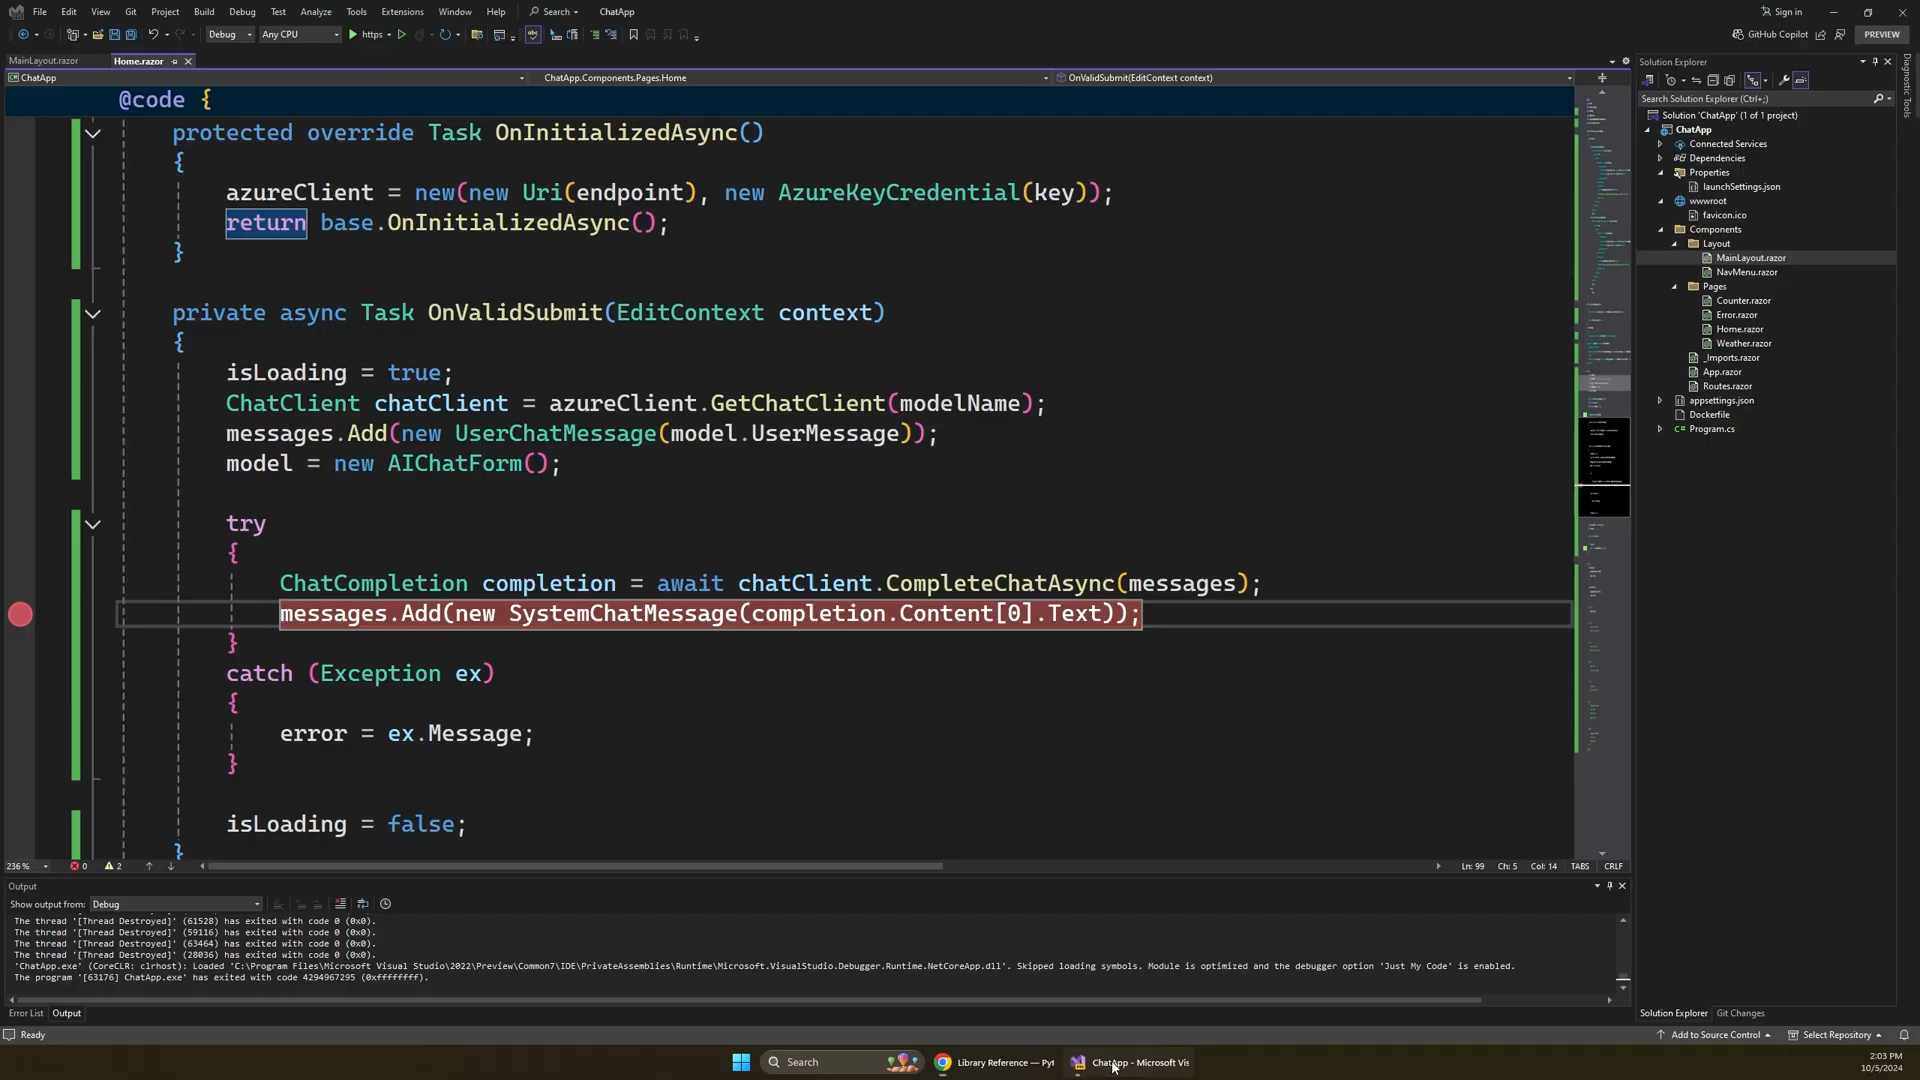 File Edit View Git Project Build Debug Test Analyze Tools Extensions Window Help Search ChatApp Sign in
Debug Any CPU https GitHub Copilot PREVIEW
MainLayout.razor Home.razor
ChatApp ChatApp.Components.Pages.Home OnValidSubmit(EditContext context)
@code {
protected override Task OnInitializedAsync()
{
azureClient = new(new Uri(endpoint), new AzureKeyCredential(key));
return base.OnInitializedAsync();
}
private async Task OnValidSubmit(EditContext context)
{
isLoading = true;
ChatClient chatClient = azureClient.GetChatClient(modelName);
messages.Add(new UserChatMessage(model.UserMessage));
model = new AIChatForm();
try
{
ChatCompletion completion = await chatClient.CompleteChatAsync(messages);
messages.Add(new SystemChatMessage(completion.Content[0].Text));
}
catch (Exception ex)
{
error = ex.Message;
}
isLoading = false;
}
236 % 0 2 Ln: 99 Ch: 5 Col: 14 TABS CRLF
Output
Show output from: Debug
The thread '[Thread Destroyed]' (61528) has exited with code 0 (0x0).
The thread '[Thread Destroyed]' (59116) has exited with code 0 (0x0).
The thread '[Thread Destroyed]' (63464) has exited with code 0 (0x0).
The thread '[Thread Destroyed]' (28036) has exited with code 0 (0x0).
'ChatApp.exe' (CoreCLR: clrhost): Loaded 'C:\Program Files\Microsoft Visual Studio\2022\Preview\Common7\IDE\PrivateAssemblies\Runtime\Microsoft.VisualStudio.Debugger.Runtime.NetCoreApp.dll'. Skipped loading symbols. Module is optimized and the debugger option 'Just My Code' is enabled.
The program '[63176] ChatApp.exe' has exited with code 4294967295 (0xffffffff).
Error List Output
Ready
Solution Explorer
Search Solution Explorer (Ctrl+;)
Solution 'ChatApp' (1 of 1 project)
ChatApp
Connected Services
Dependencies
Properties
launchSettings.json
wwwroot
favicon.ico
Components
Layout
MainLayout.razor
NavMenu.razor
Pages
Counter.razor
Error.razor
Home.razor
Weather.razor
_Imports.razor
App.razor
Routes.razor
appsettings.json
Dockerfile
C# Program.cs
Solution Explorer Git Changes
Add to Source Control Select Repository
Diagnostic Tools
Search Library Reference — Pyt ChatApp - Microsoft Vis
2:03 PM
10/5/2024